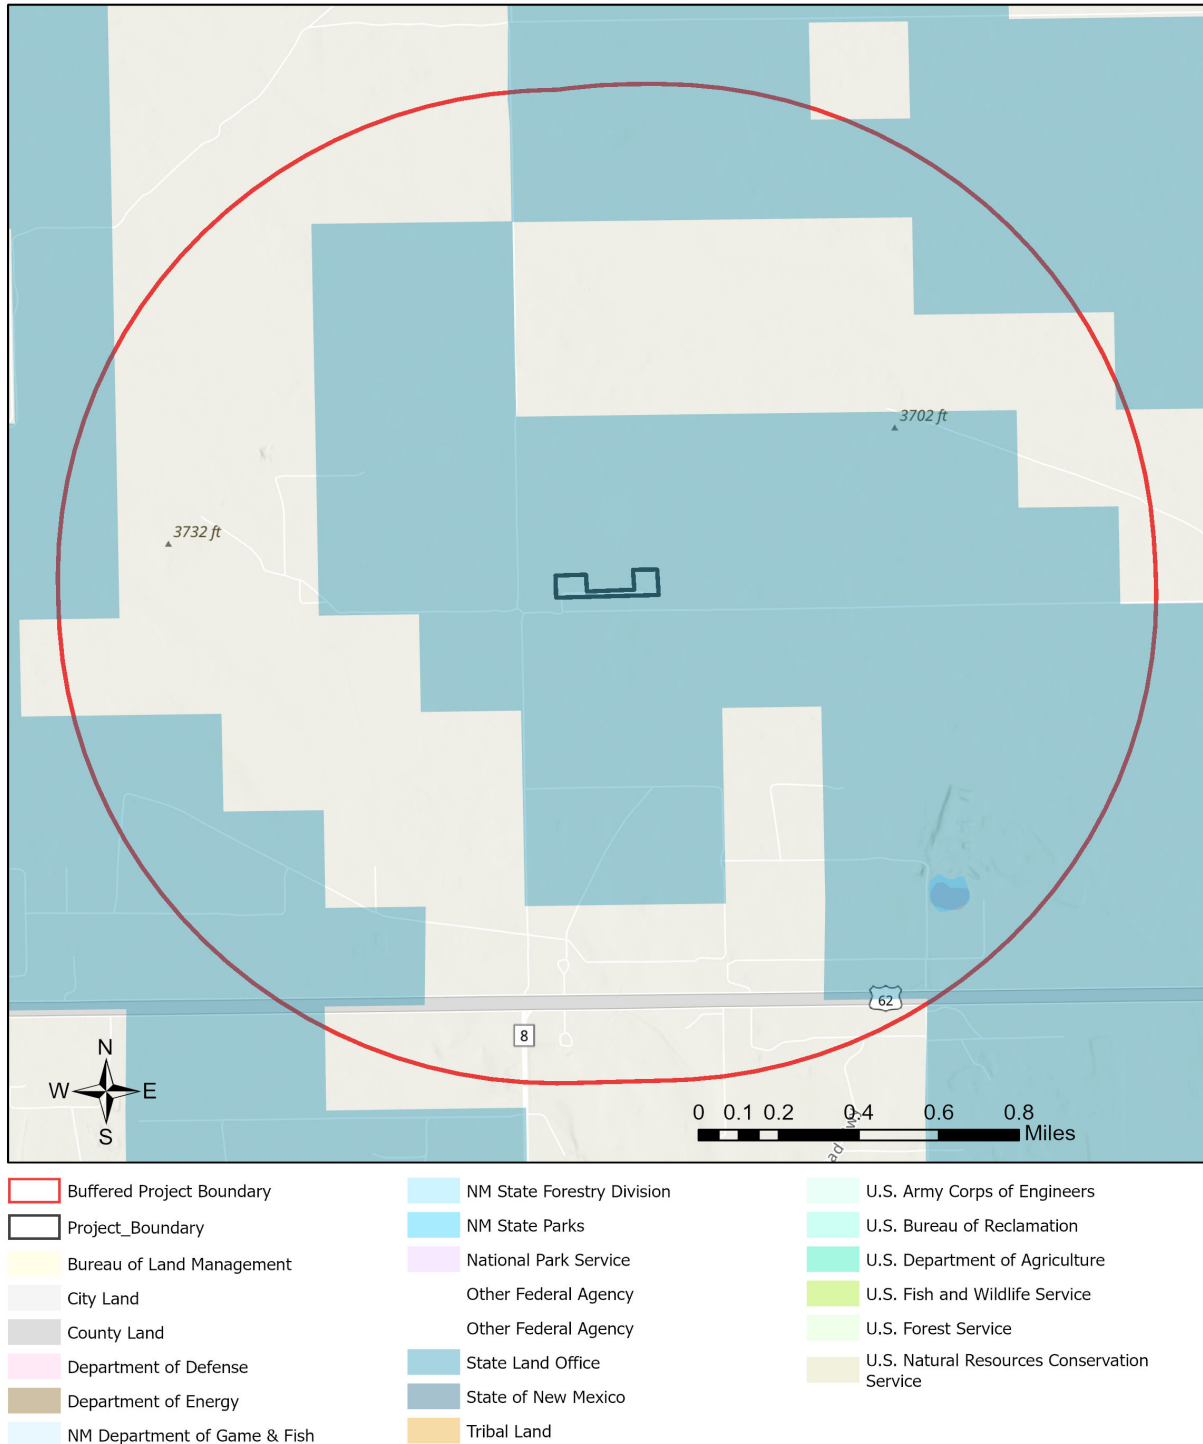 3702 ft
3732 ft
62
8
N
W E
S
0 0.1 0.2 0.4 0.6 0.8
Miles
Buffered Project Boundary
Project_Boundary
Bureau of Land Management
City Land
County Land
Department of Defense
Department of Energy
NM Department of Game & Fish
NM State Forestry Division
NM State Parks
National Park Service
Other Federal Agency
Other Federal Agency
State Land Office
State of New Mexico
Tribal Land
U.S. Army Corps of Engineers
U.S. Bureau of Reclamation
U.S. Department of Agriculture
U.S. Fish and Wildlife Service
U.S. Forest Service
U.S. Natural Resources Conservation
Service